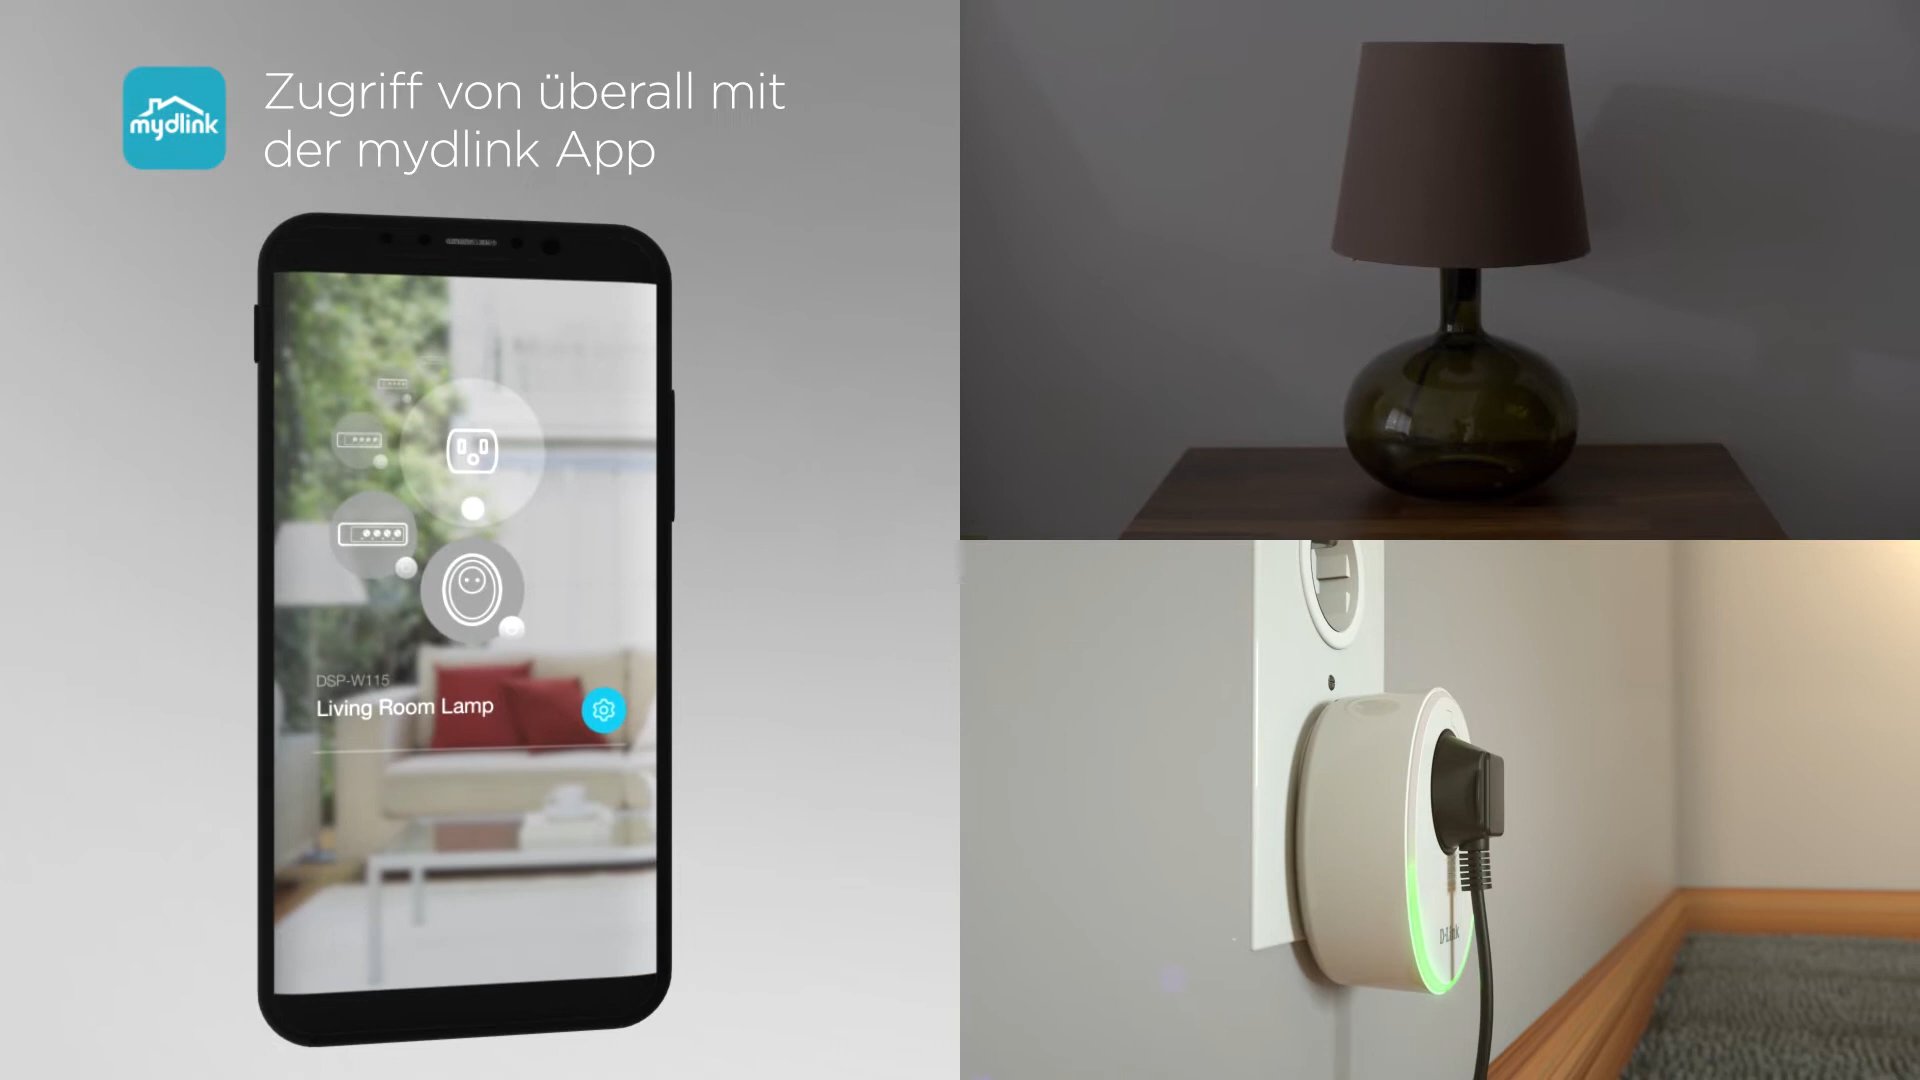 mydlink
Zugriff von überall mit
der mydlink App
DSP-W115
Living Room Lamp
D-Link